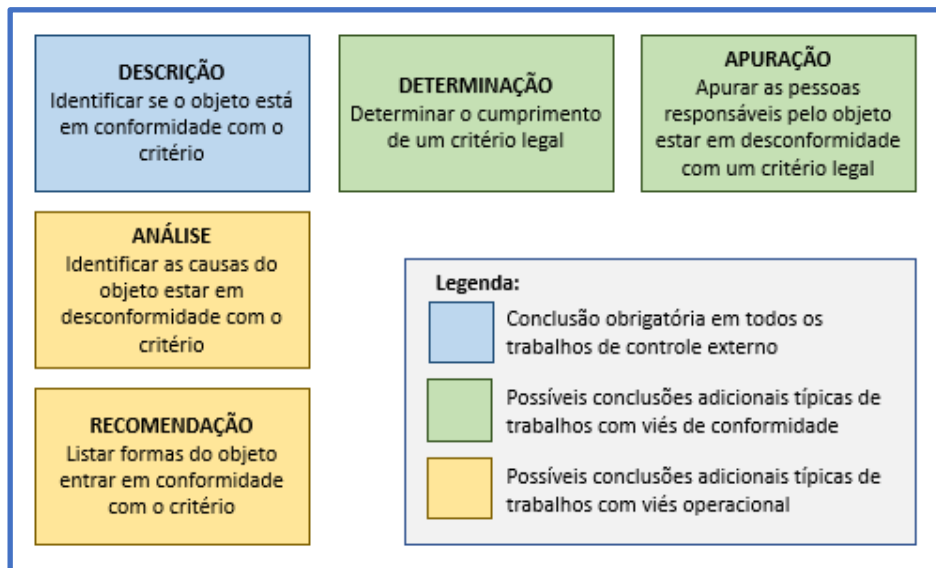 DESCRIÇÃO
Identificar se o objeto está
em conformidade com o
critério
DETERMINAÇÃO
Determinar o cumprimento
de um critério legal
APURAÇÃO
Apurar as pessoas
responsáveis pelo objeto
estar em desconformidade
com um critério legal
ANÁLISE
Identificar as causas do
objeto estar em
desconformidade com o
critério
RECOMENDAÇÃO
Listar formas do objeto
entrar em conformidade
com o critério
Legenda:
Conclusão obrigatória em todos os
trabalhos de controle externo
Possíveis conclusões adicionais típicas de
trabalhos com viés de conformidade
Possíveis conclusões adicionais típicas de
trabalhos com viés operacional